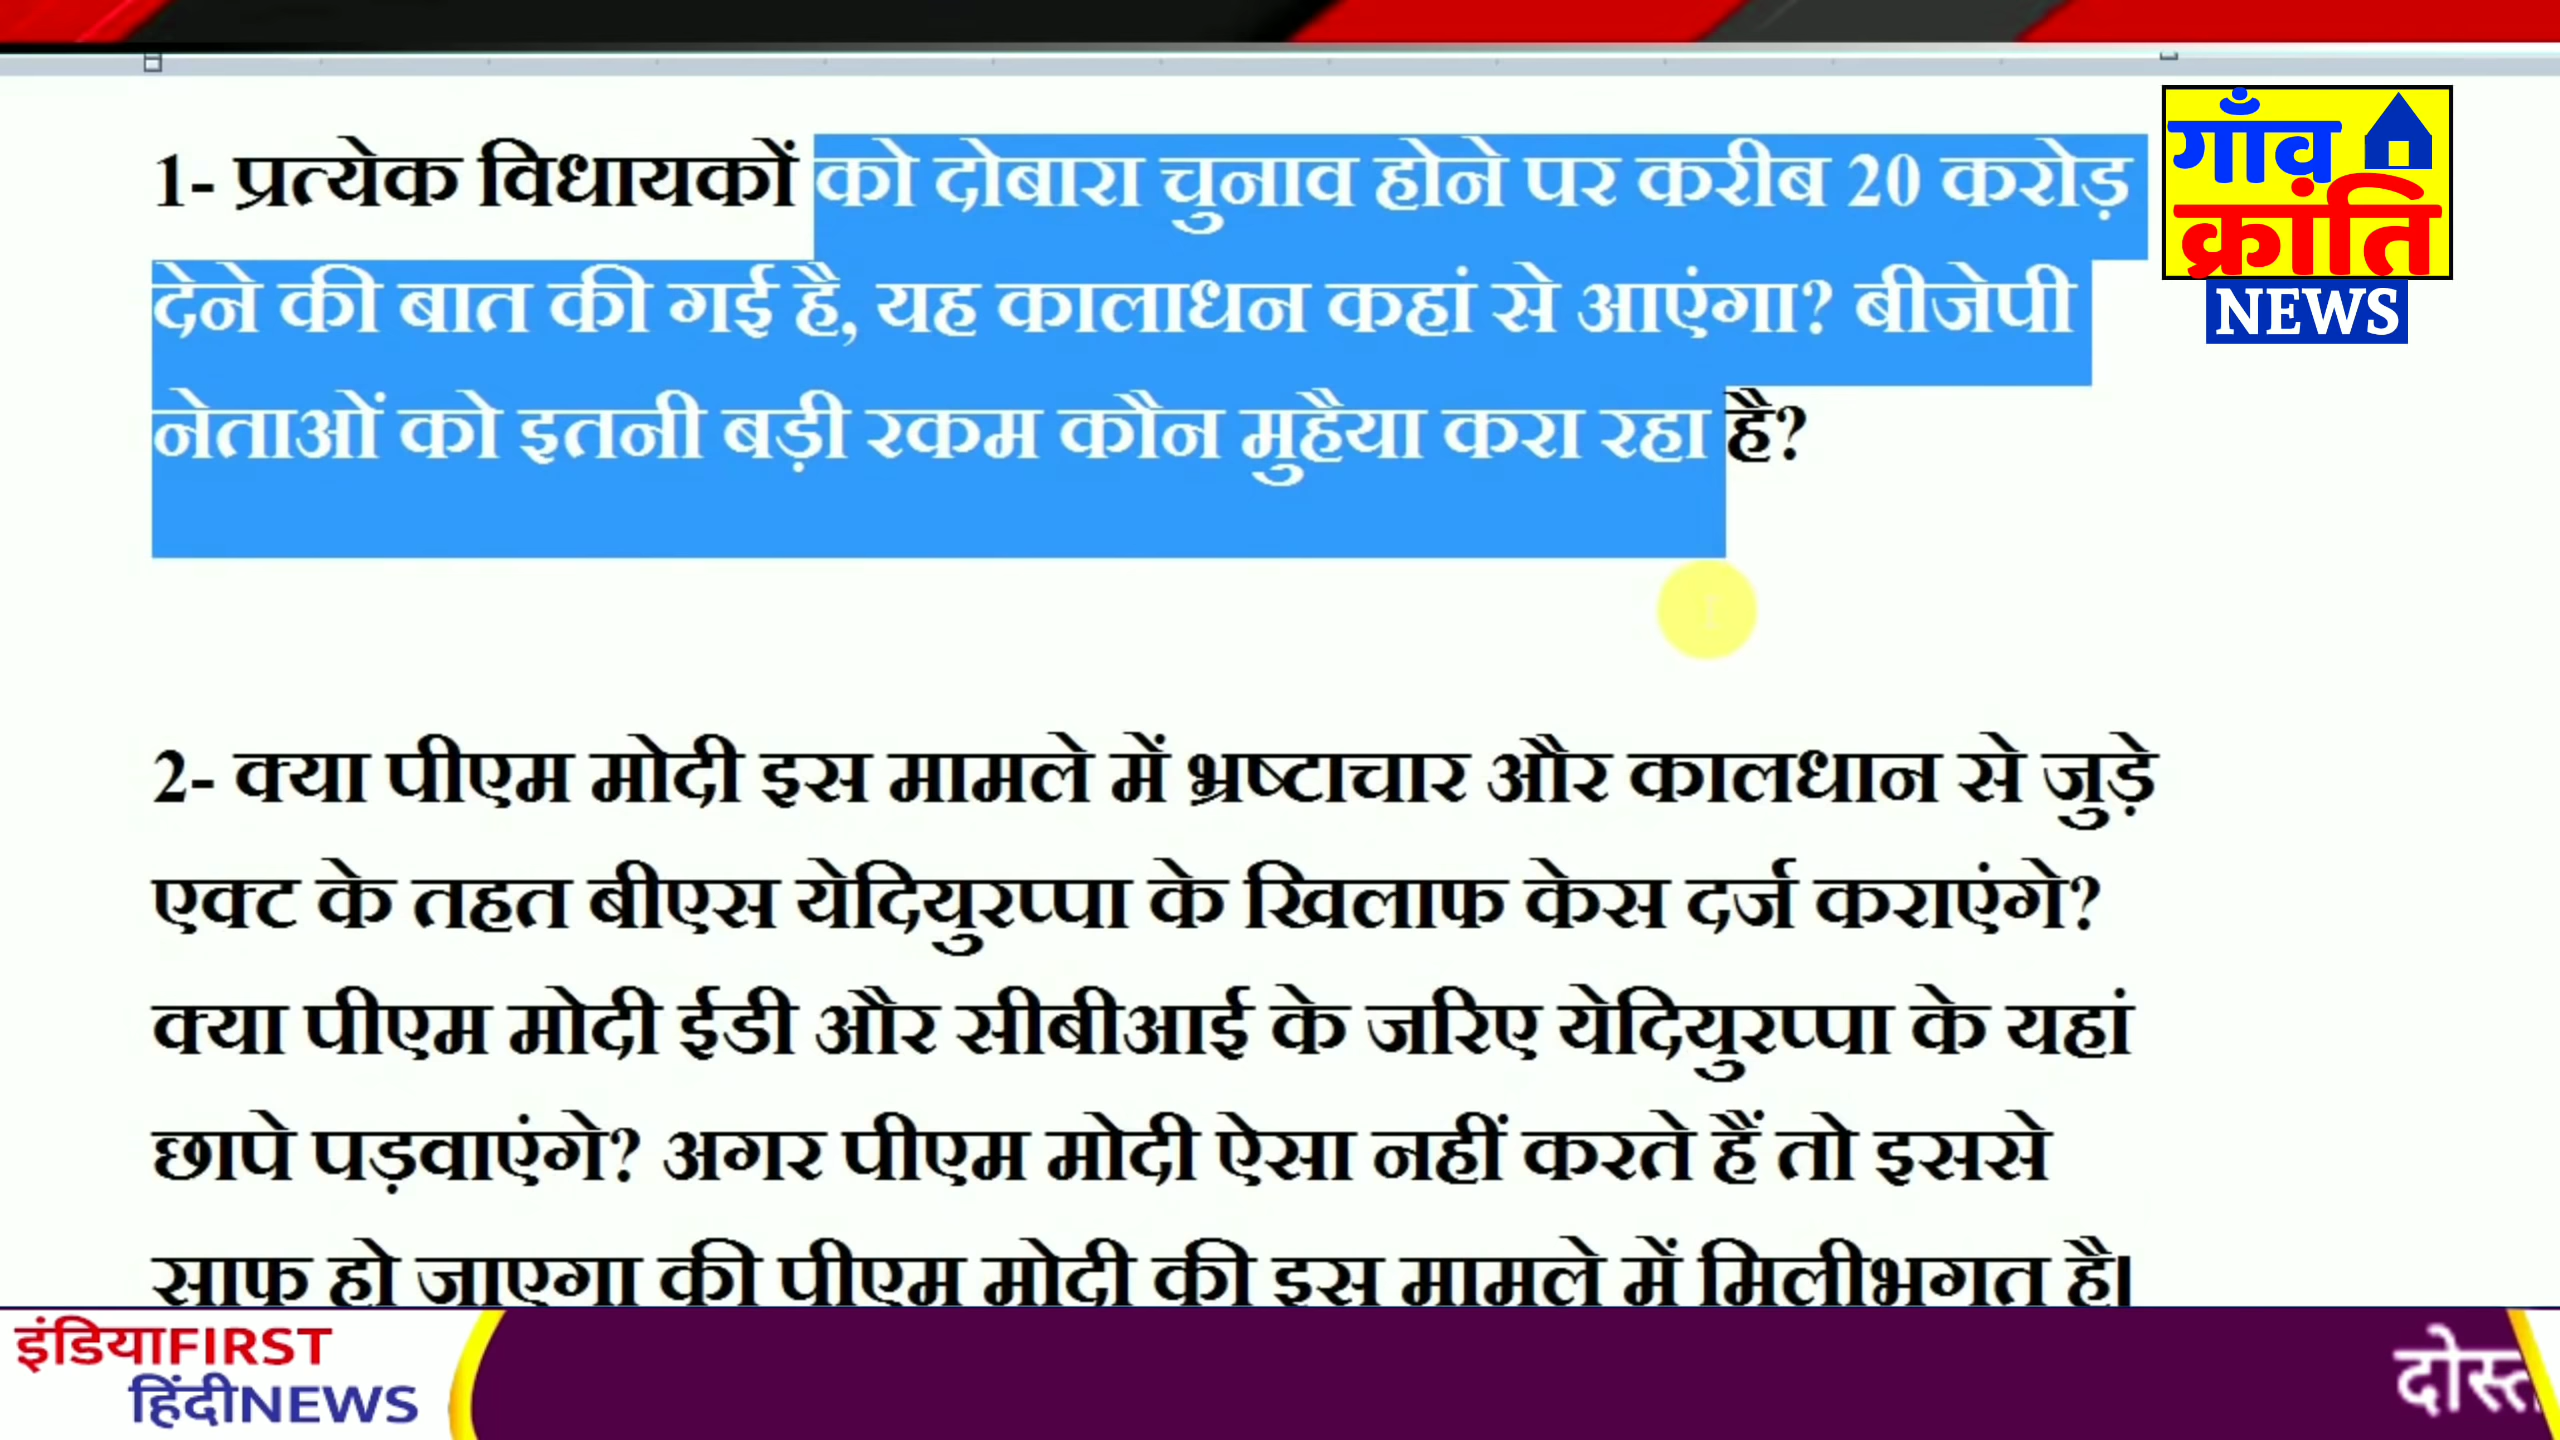 1- प्रत्येक विधायकों को दोबारा चुनाव होने पर करीब 20 करोड़
देने की बात की गई है, यह कालाधन कहां से आएंगा? बीजेपी
नेताओं को इतनी बड़ी रकम कौन मुहैया करा रहा है?
गाँव
क्रांति
NEWS
2- क्या पीएम मोदी इस मामले में भ्रष्टाचार और कालधान से जुड़े
एक्ट के तहत बीएस येदियुरप्पा के खिलाफ केस दर्ज कराएंगे?
क्या पीएम मोदी ईडी और सीबीआई के जरिए येदियुरप्पा के यहां
छापे पड़वाएंगे? अगर पीएम मोदी ऐसा नहीं करते हैं तो इससे
साफ हो जाएगा की पीएम मोदी की इस मामले में मिलीभगत है।
इंडियाFIRST
हिंदीNEWS